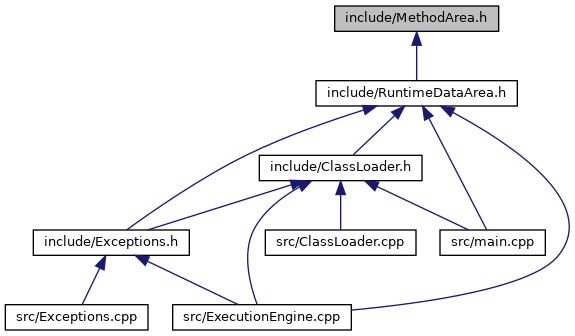 include/MethodArea.h
include/RuntimeDataArea.h
include/ClassLoader.h
include/Exceptions.h
src/ClassLoader.cpp
src/main.cpp
src/Exceptions.cpp
src/ExecutionEngine.cpp